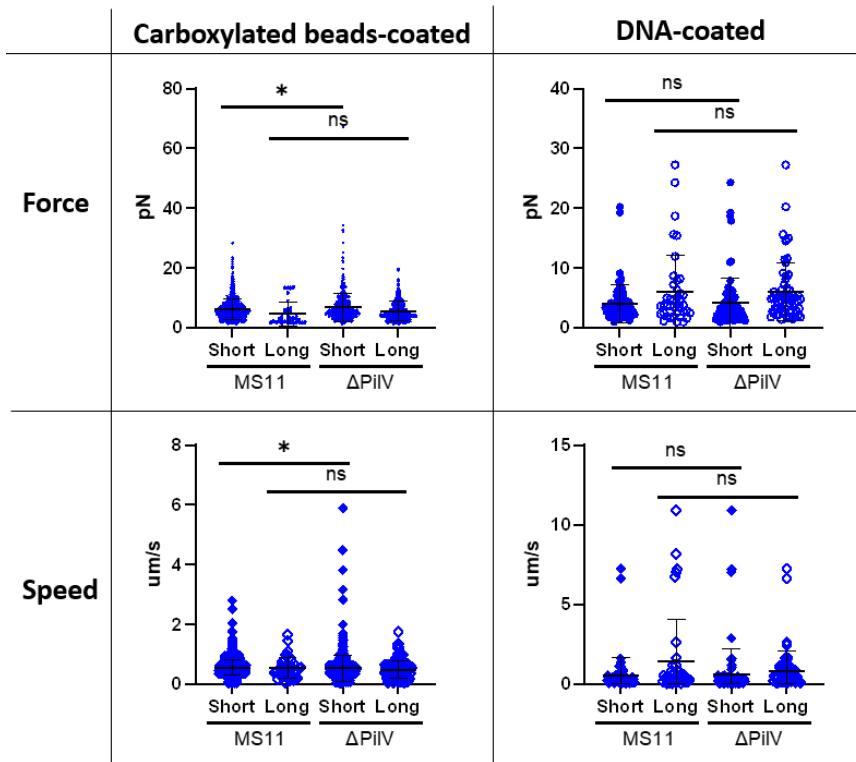 Carboxylated beads-coated
DNA-coated
Force
80
60
40
20
0
pN
*
ns
Short Long Short Long
MS11 ΔPilV
40
30
20
10
0
pN
ns
ns
Short Long Short Long
MS11 ΔPilV
Speed
8
6
4
2
0
um/s
*
ns
Short Long Short Long
MS11 ΔPilV
15
10
5
0
um/s
ns
ns
Short Long Short Long
MS11 ΔPilV